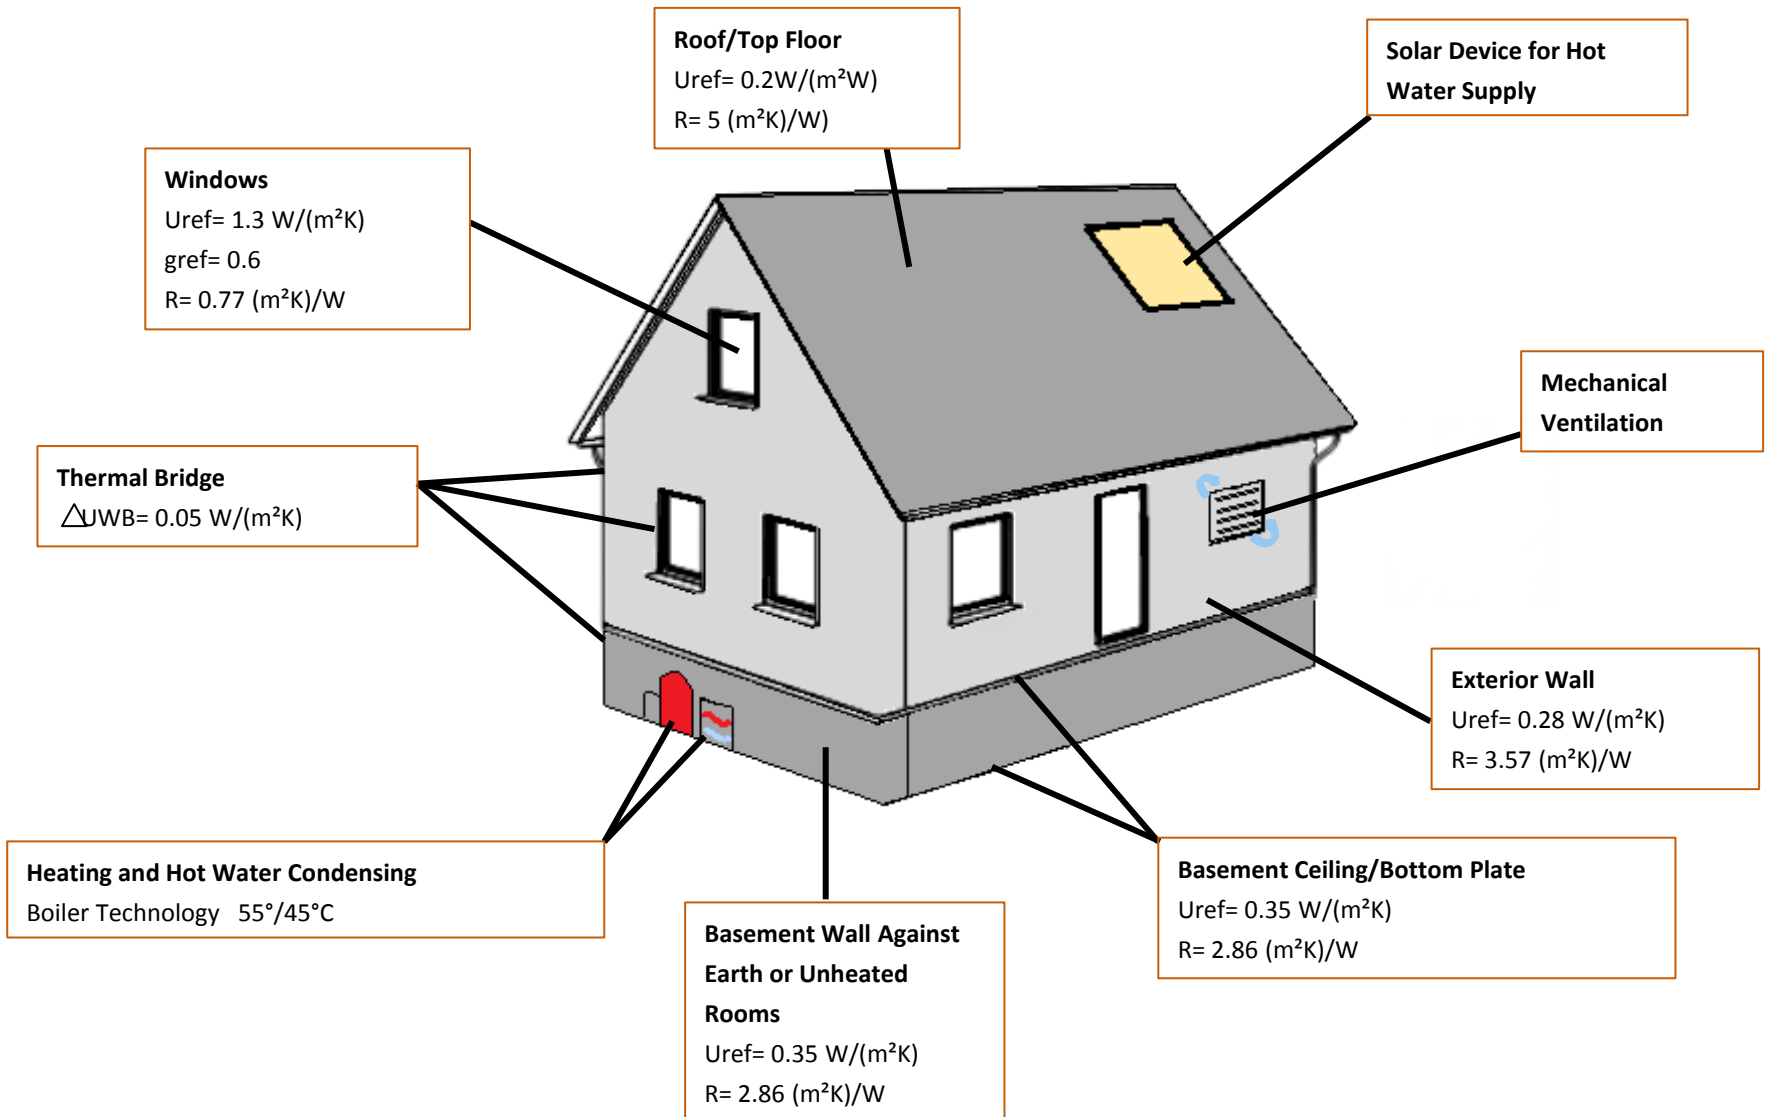 Roof/Top Floor
Uref= 0.2W/(m²W)
R= 5 (m²K)/W)
Solar Device for Hot
Water Supply
Windows
Uref= 1.3 W/(m²K)
gref= 0.6
R= 0.77 (m²K)/W
Mechanical
Ventilation
Thermal Bridge
△UWB= 0.05 W/(m²K)
Exterior Wall
Uref= 0.28 W/(m²K)
R= 3.57 (m²K)/W
Heating and Hot Water Condensing
Boiler Technology 55°/45°C
Basement Wall Against
Earth or Unheated
Rooms
Uref= 0.35 W/(m²K)
R= 2.86 (m²K)/W
Basement Ceiling/Bottom Plate
Uref= 0.35 W/(m²K)
R= 2.86 (m²K)/W